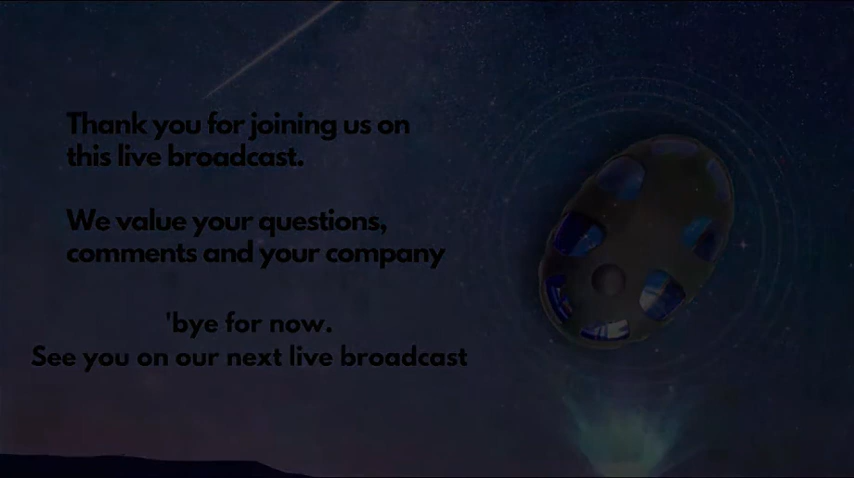 Thank you for joining us on
this live broadcast.
We value your questions,
comments and your company
'bye for now.
See you on our next live broadcast